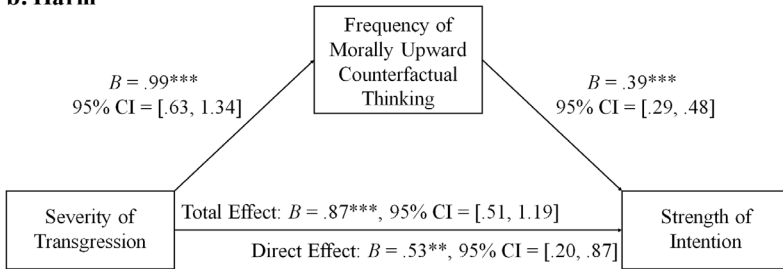 b. Harm
Frequency of
Morally Upward
Counterfactual
Thinking
B = .99***
95% CI = [.63, 1.34]
B = .39***
95% CI = [.29, .48]
Severity of
Transgression
Total Effect: B = .87***, 95% CI = [.51, 1.19]
Direct Effect: B = .53**, 95% CI = [.20, .87]
Strength of
Intention